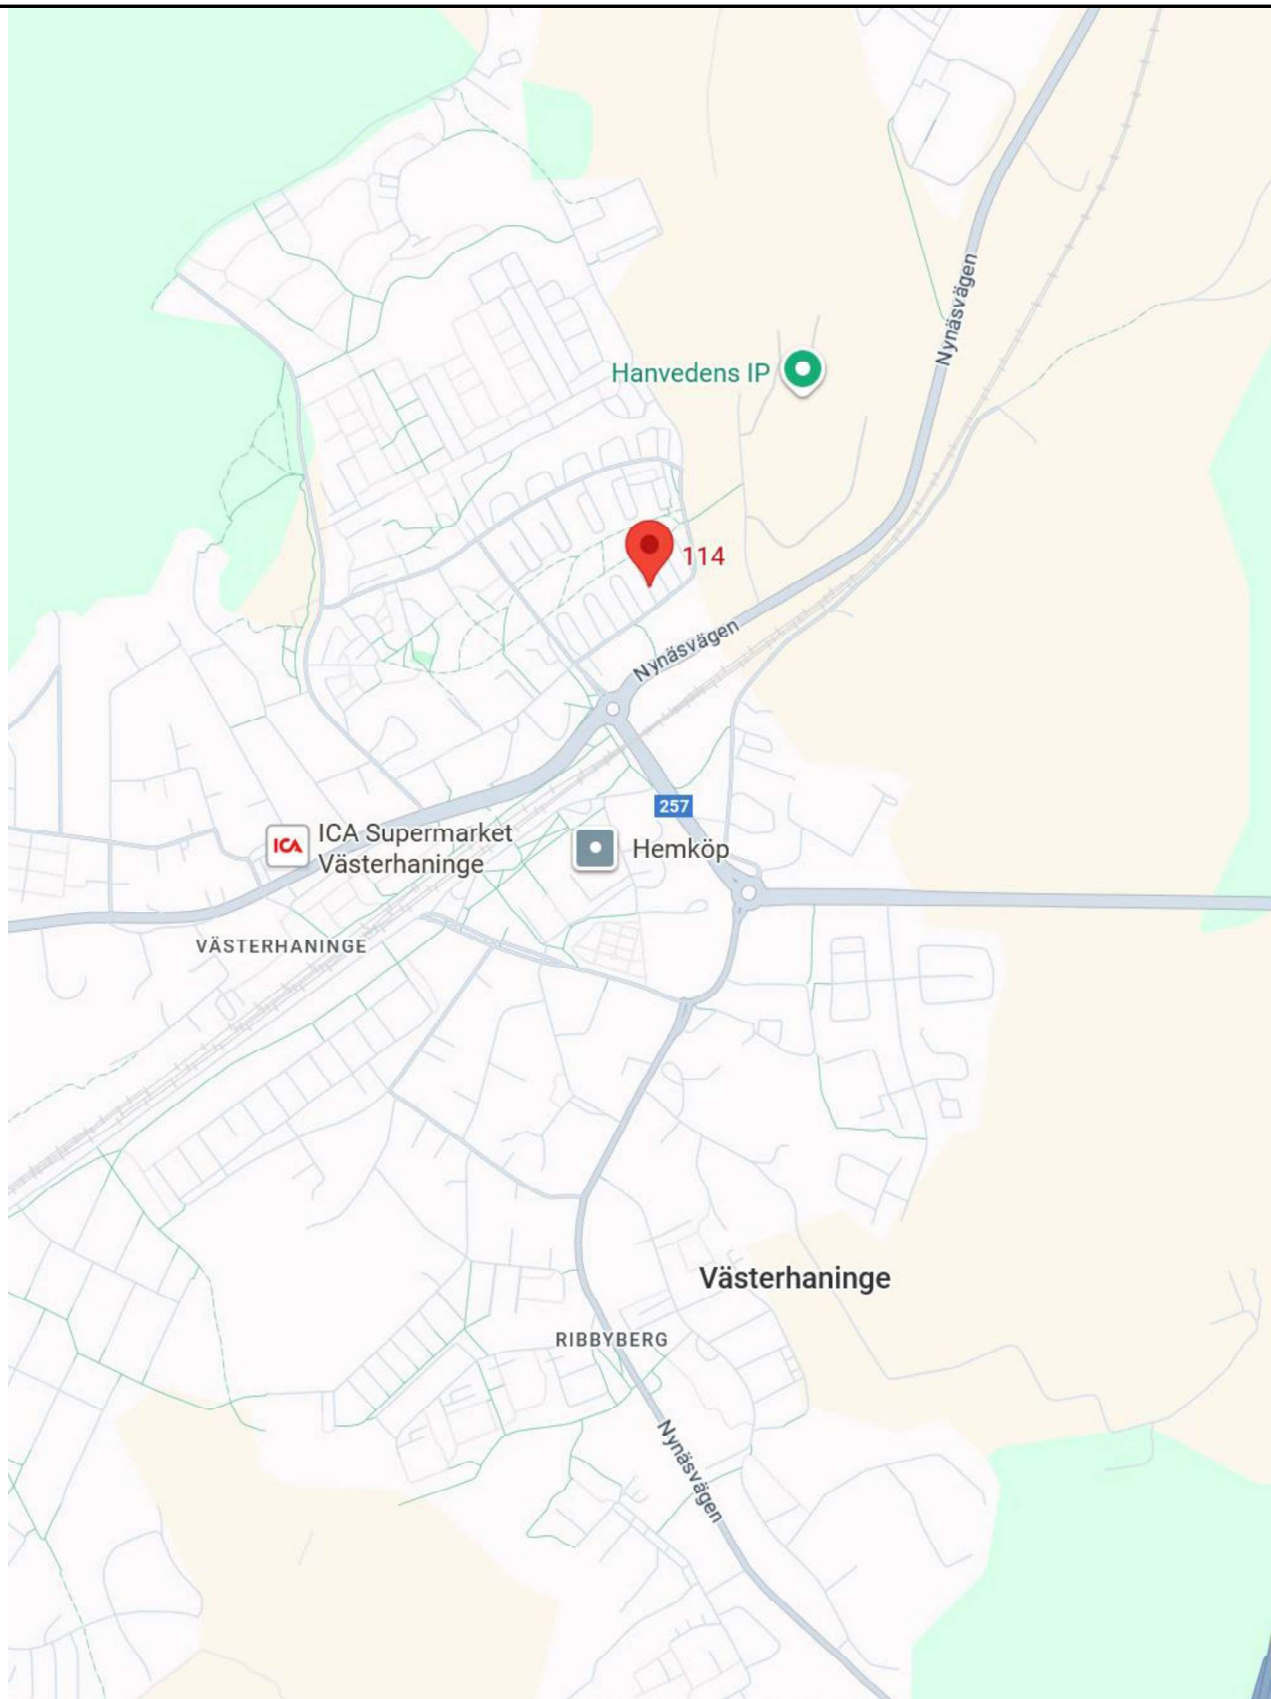 Nynäsvägen
Hanvedens IP
114
Nynäsvägen
257
ICA
ICA Supermarket
Västerhaninge
Hemköp
VÄSTERHANINGE
Västerhaninge
RIBBYBERG
Nynäsvägen